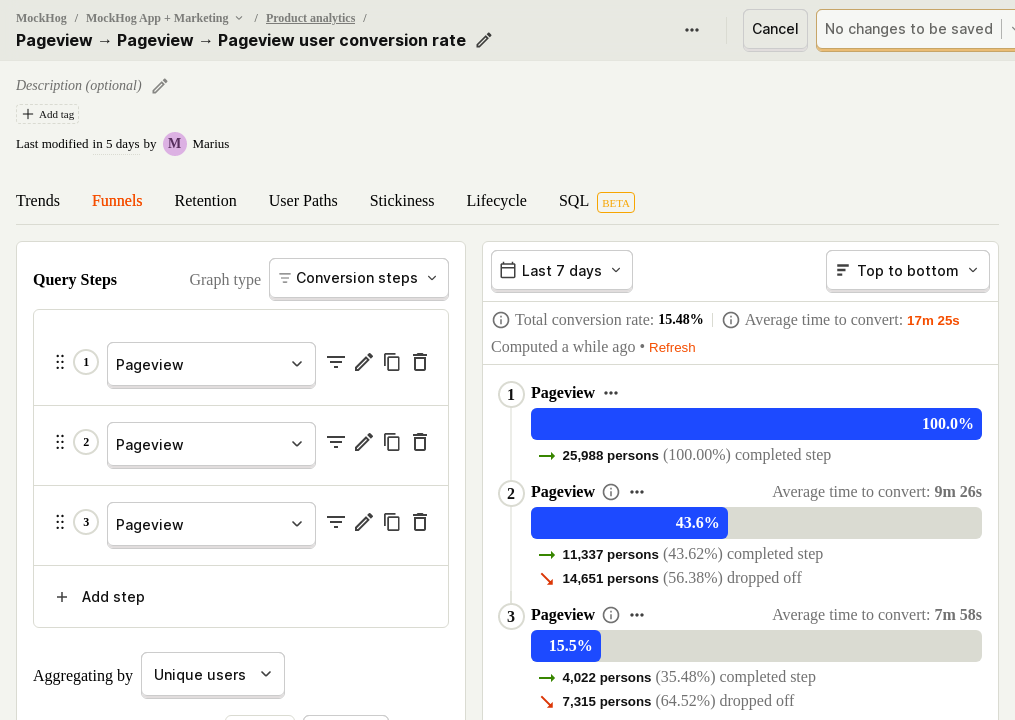 MockHog / MockHog App + Marketing / Product analytics /
Pageview → Pageview → Pageview user conversion rate
Cancel
No changes to be saved
Description (optional)
Add tag
Last modified in 5 days by M Marius
Trends Funnels Retention User Paths Stickiness Lifecycle SQL BETA
Query Steps Graph type Conversion steps
1 Pageview
2 Pageview
3 Pageview
Add step
Aggregating by Unique users
Last 7 days Top to bottom
Total conversion rate: 15.48% Average time to convert: 17m 25s
Computed a while ago • Refresh
1 Pageview
100.0%
25,988 persons (100.00%) completed step
2 Pageview Average time to convert: 9m 26s
43.6%
11,337 persons (43.62%) completed step
14,651 persons (56.38%) dropped off
3 Pageview Average time to convert: 7m 58s
15.5%
4,022 persons (35.48%) completed step
7,315 persons (64.52%) dropped off